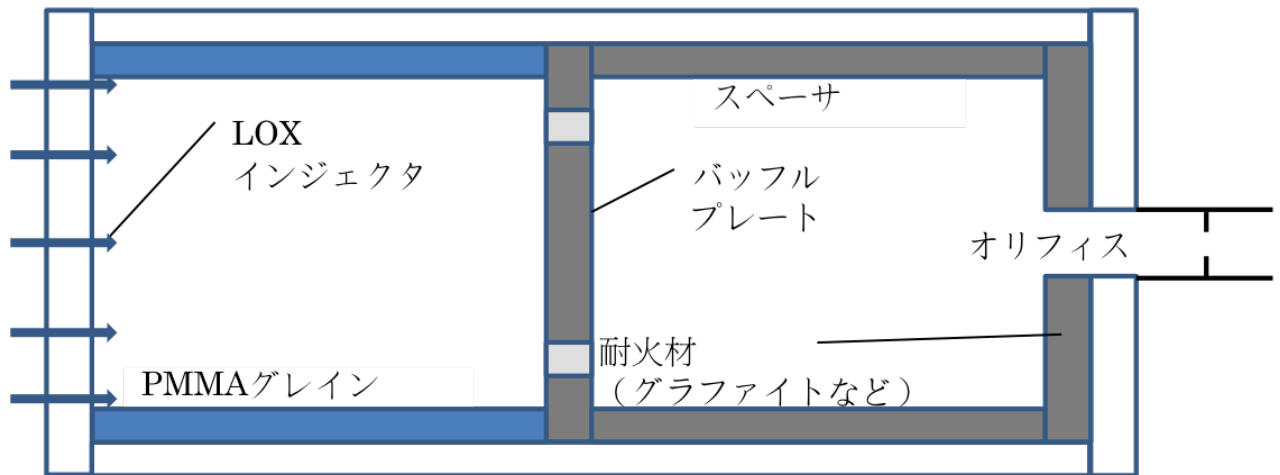 スペーサ
LOX
インジェクタ
バッフル
プレート
オリフィス
耐火材
（グラファイトなど）
PMMAグレイン